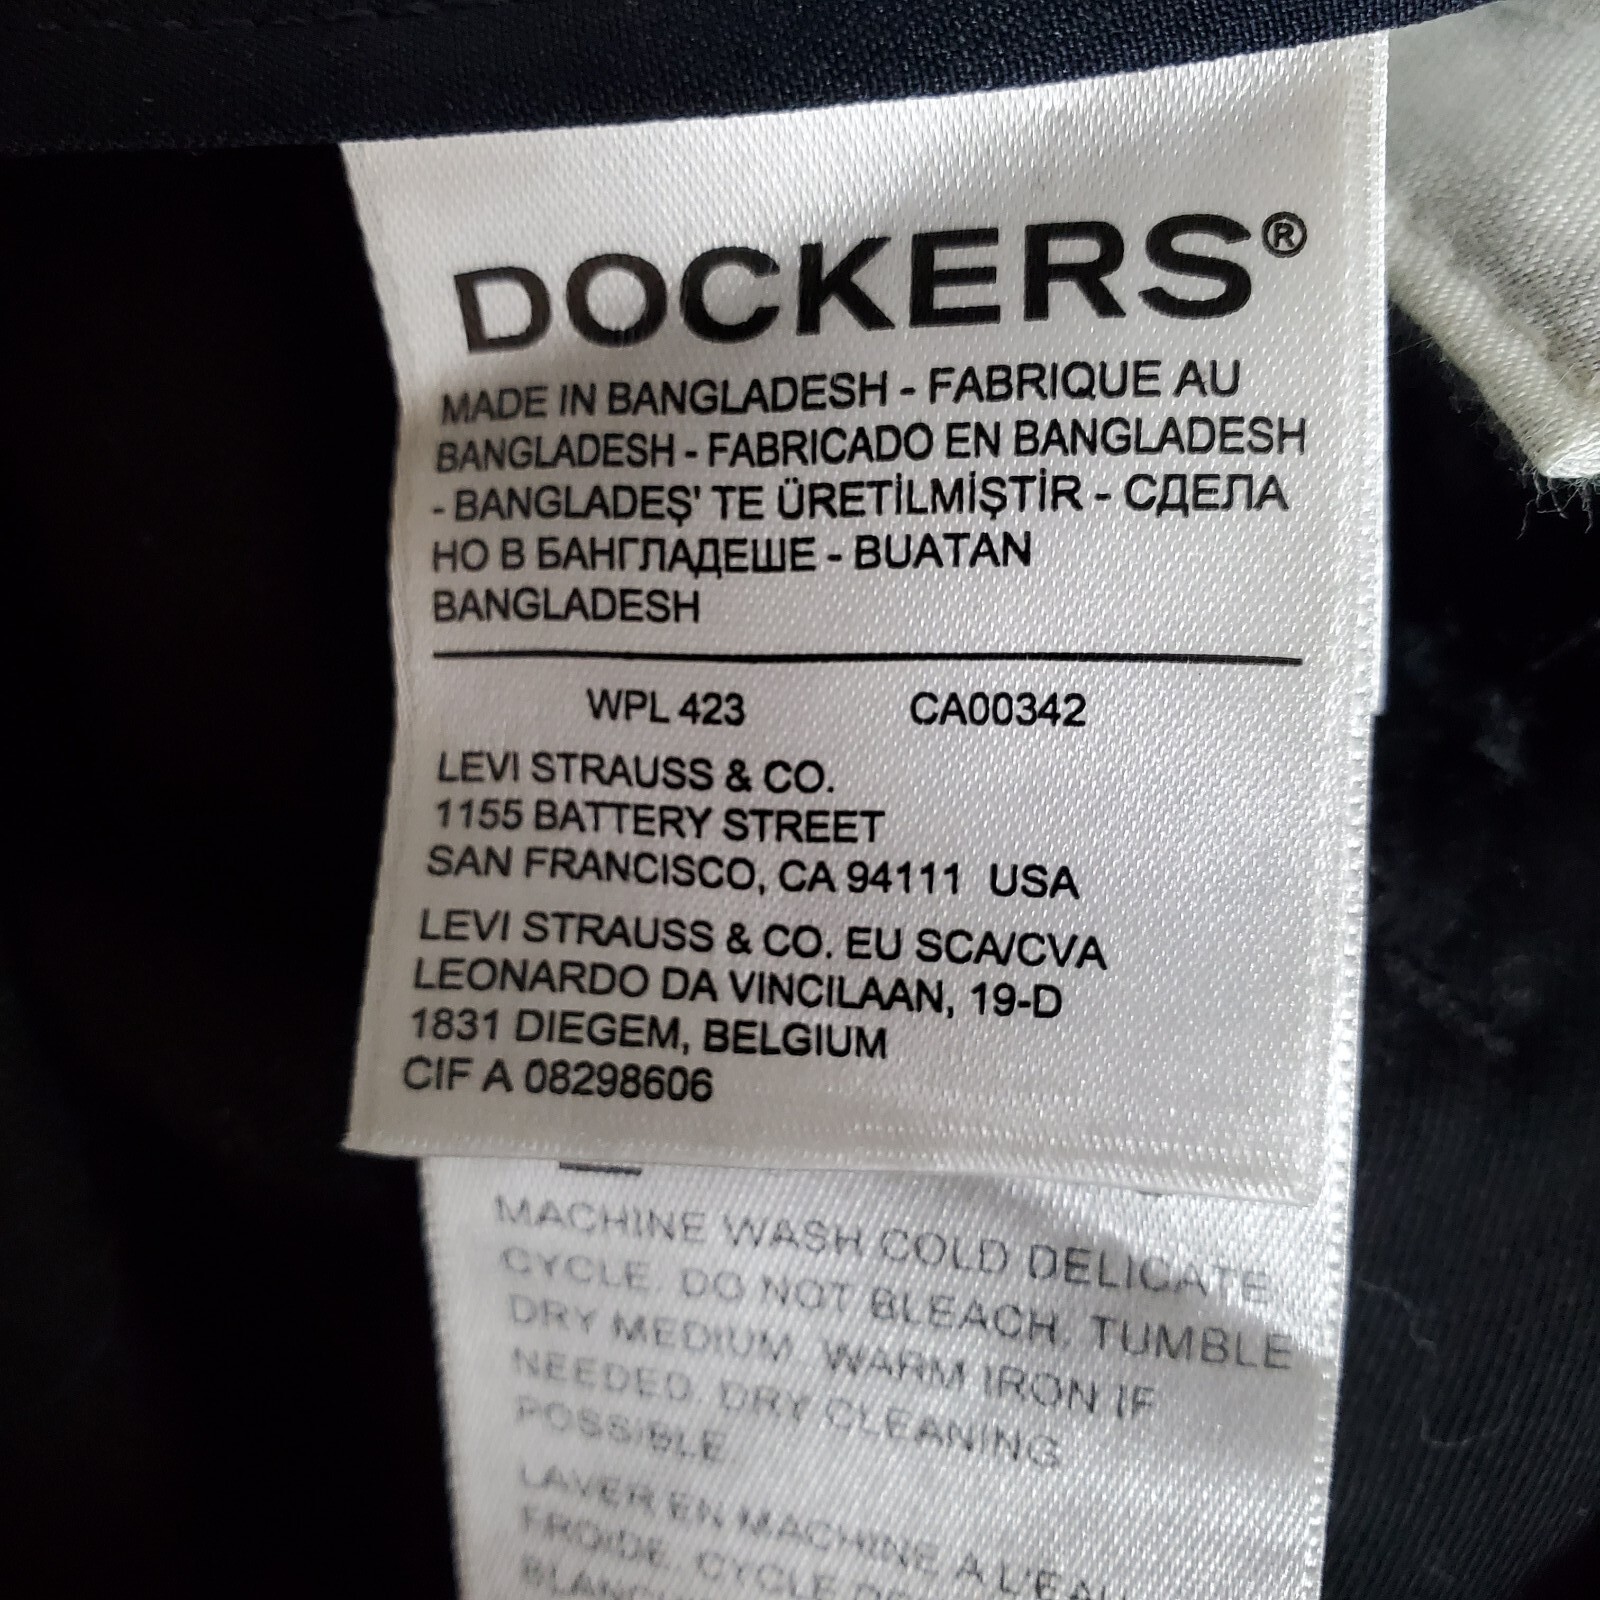 DOCKERS®
MADE IN BANGLADESH - FABRIQUE AU
BANGLADESH - FABRICADO EN BANGLADESH
- BANGLADEŞ' TE ÜRETİLMİŞTİR - СДЕЛА
НО В БАНГЛАДЕШЕ - BUATAN
BANGLADESH
WPL 423 CA00342
LEVI STRAUSS & CO.
1155 BATTERY STREET
SAN FRANCISCO, CA 94111 USA
LEVI STRAUSS & CO. EU SCA/CVA
LEONARDO DA VINCILAAN, 19-D
1831 DIEGEM, BELGIUM
CIF A 08298606
MACHINE WASH COLD DELICATE
CYCLE. DO NOT BLEACH. TUMBLE
DRY MEDIUM. WARM IRON IF
NEEDED. DRY CLEANING
POSSIBLE.
LAVER EN MACHINE A L'EAU
FROIDE. CYCLE